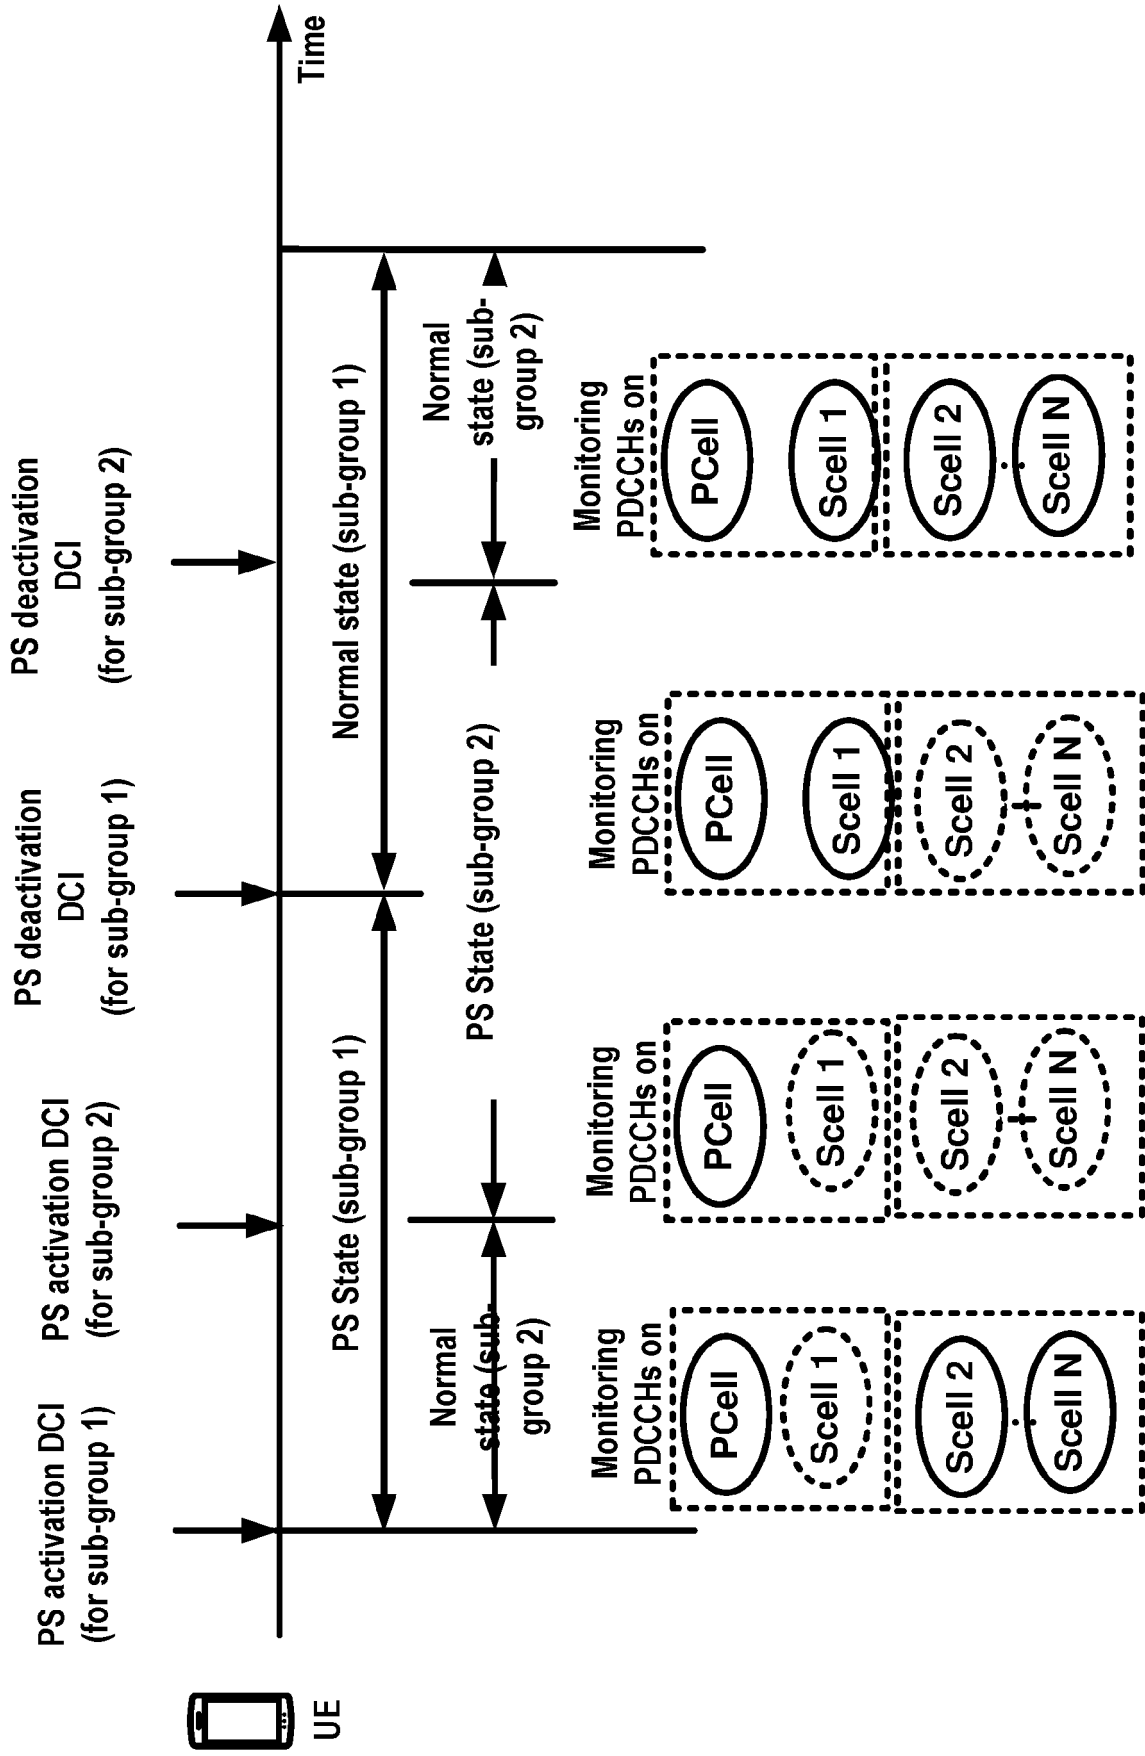 PS activation DCI
(for sub-group 1)
PS activation DCI
(for sub-group 2)
PS deactivation
DCI
(for sub-group 1)
PS deactivation
DCI
(for sub-group 2)
Time
UE
PS State (sub-group 1)
Normal state (sub-group 1)
Normal
state (sub-
group 2)
PS State (sub-group 2)
Normal
state (sub-
group 2)
Monitoring
PDCCHs on
PCell
Scell 1
Scell 2
Scell N
Monitoring
PDCCHs on
PCell
Scell 1
Scell 2
Scell N
Monitoring
PDCCHs on
PCell
Scell 1
Scell 2
Scell N
Monitoring
PDCCHs on
PCell
Scell 1
Scell 2
Scell N